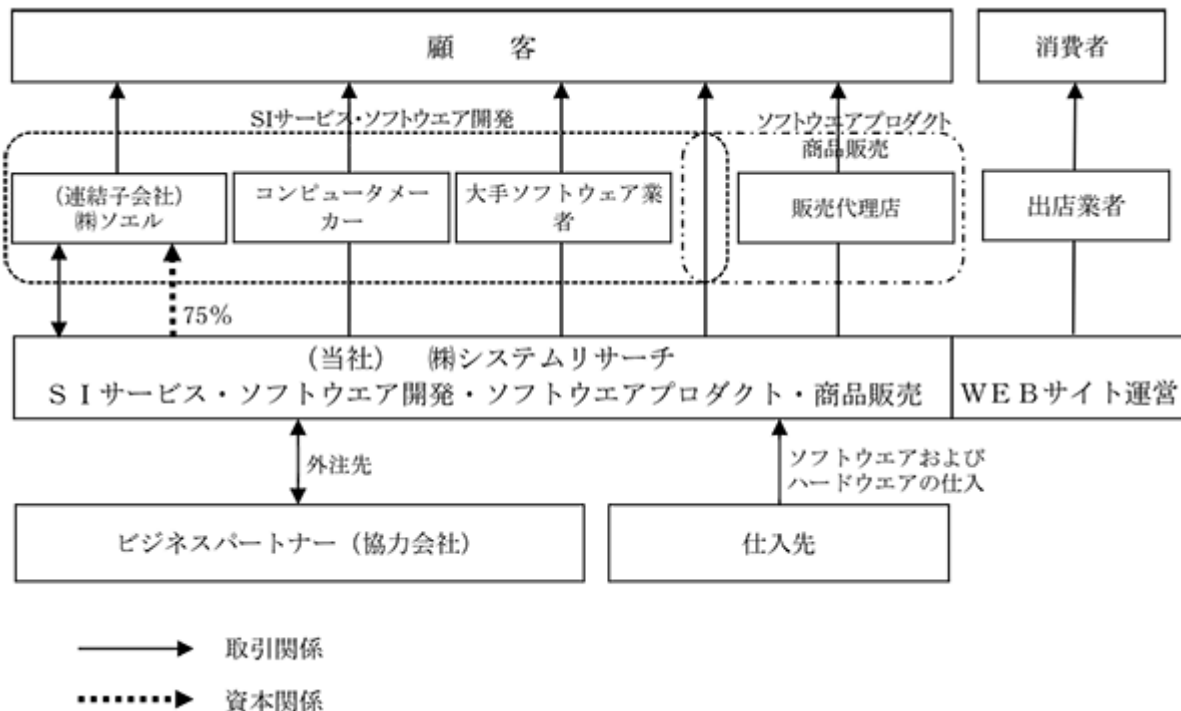 顧　　客
消費者
SIサービス・ソフトウエア開発
ソフトウエアプロダクト
商品販売
(連結子会社)
㈱ソエル
コンピュータメー
カー
大手ソフトウェア業
者
販売代理店
出店業者
75%
(当社)　㈱システムリサーチ
ＳＩサービス・ソフトウエア開発・ソフトウエアプロダクト・商品販売
ＷＥＢサイト運営
外注先
ソフトウエアおよび
ハードウエアの仕入
ビジネスパートナー（協力会社）
仕入先
取引関係
資本関係